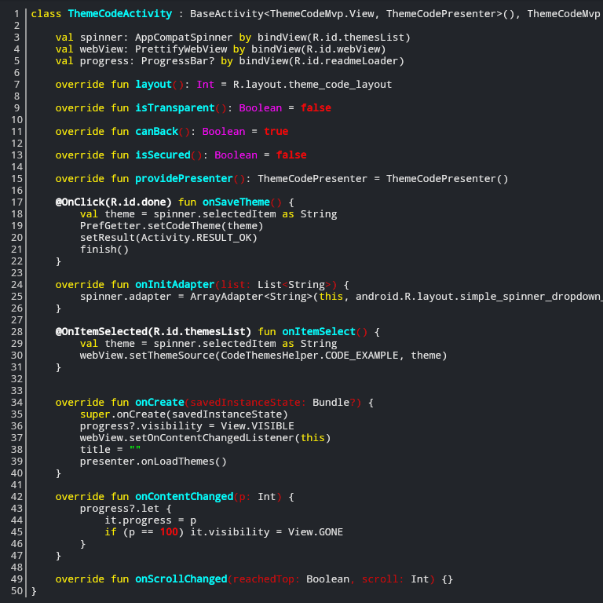 1 class ThemeCodeActivity : BaseActivity<ThemeCodeMvp.View, ThemeCodePresenter>(), ThemeCodeMvp
2
3 val spinner: AppCompatSpinner by bindView(R.id.themesList)
4 val webView: PrettifyWebView by bindView(R.id.webView)
5 val progress: ProgressBar? by bindView(R.id.readmeLoader)
6
7 override fun layout(): Int = R.layout.theme_code_layout
8
9 override fun isTransparent(): Boolean = false
10
11 override fun canBack(): Boolean = true
12
13 override fun isSecured(): Boolean = false
14
15 override fun providePresenter(): ThemeCodePresenter = ThemeCodePresenter()
16
17 @OnClick(R.id.done) fun onSaveTheme() {
18 val theme = spinner.selectedItem as String
19 PrefGetter.setCodeTheme(theme)
20 setResult(Activity.RESULT_OK)
21 finish()
22 }
23
24 override fun onInitAdapter(list: List<String>) {
25 spinner.adapter = ArrayAdapter<String>(this, android.R.layout.simple_spinner_dropdown_
26 }
27
28 @OnItemSelected(R.id.themesList) fun onItemSelect() {
29 val theme = spinner.selectedItem as String
30 webView.setThemeSource(CodeThemesHelper.CODE_EXAMPLE, theme)
31 }
32
33
34 override fun onCreate(savedInstanceState: Bundle?) {
35 super.onCreate(savedInstanceState)
36 progress?.visibility = View.VISIBLE
37 webView.setOnContentChangedListener(this)
38 title = ""
39 presenter.onLoadThemes()
40 }
41
42 override fun onContentChanged(p: Int) {
43 progress?.let {
44 it.progress = p
45 if (p == 100) it.visibility = View.GONE
46 }
47 }
48
49 override fun onScrollChanged(reachedTop: Boolean, scroll: Int) {}
50 }